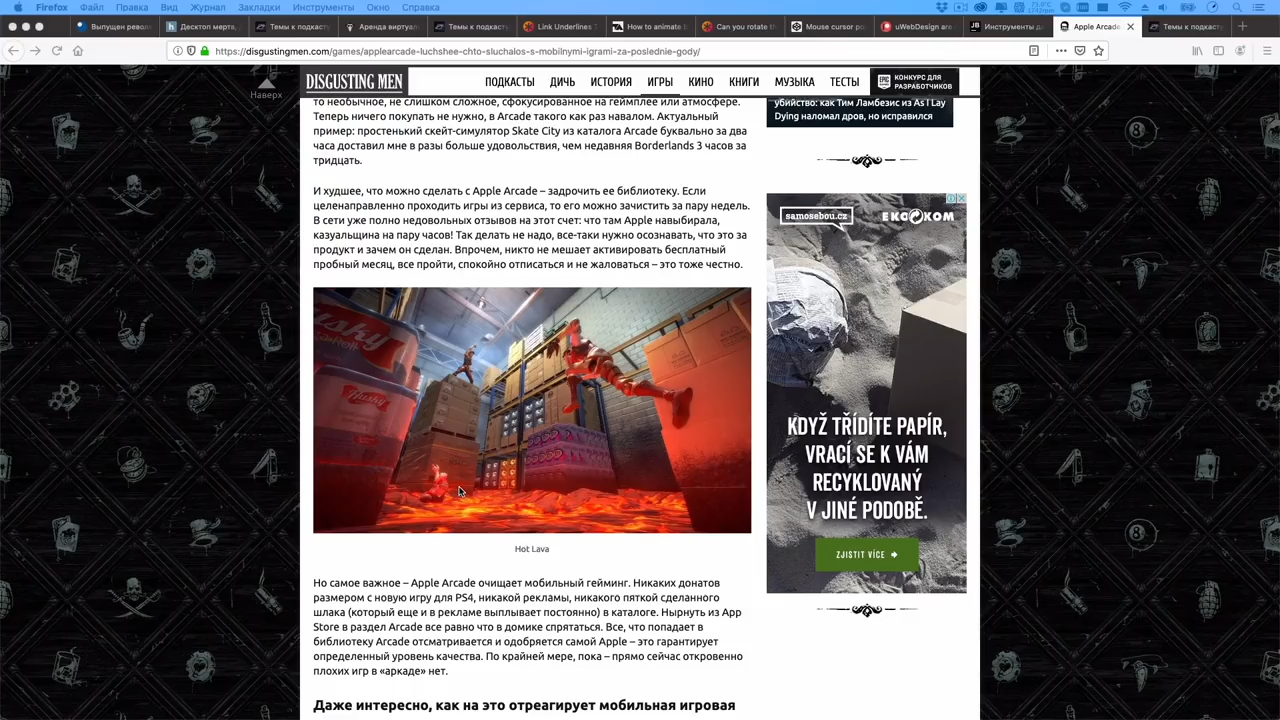 Firefox Файл Правка Вид Журнал Закладки Инструменты Окно Справка
Выпущен револ
Десктоп мертв,
Темы к подкасту
Аренда виртуаль
Темы к подкасту
Link Underlines S
How to animate B
Can you rotate th
Mouse cursor po
uWebDesign are
Инструменты дл
Apple Arcade
Темы к подкасту
https://disgustingmen.com/games/applearcade-luchshee-chto-sluchalos-s-mobilnymi-igrami-za-poslednie-gody/
Наверх
DISGUSTING MEN
ПОДКАСТЫ ДИЧЬ ИСТОРИЯ ИГРЫ КИНО КНИГИ МУЗЫКА ТЕСТЫ
EPIC
КОНКУРС ДЛЯ
РАЗРАБОТЧИКОВ
то необычное, не слишком сложное, сфокусированное на геймплее или атмосфере.
Теперь ничего покупать не нужно, в Arcade такого как раз навалом. Актуальный
пример: простенький скейт-симулятор Skate City из каталога Arcade буквально за два
часа доставил мне в разы больше удовольствия, чем недавняя Borderlands 3 часов за
тридцать.
И худшее, что можно сделать с Apple Arcade – задрочить ее библиотеку. Если
целенаправленно проходить игры из сервиса, то его можно зачистить за пару недель.
В сети уже полно недовольных отзывов на этот счет: что там Apple навыбирала,
казуальщина на пару часов! Так делать не надо, все-таки нужно осознавать, что это за
продукт и зачем он сделан. Впрочем, никто не мешает активировать бесплатный
пробный месяц, все пройти, спокойно отписаться и не жаловаться – это тоже честно.
Husky
Husky
Hot Lava
Но самое важное – Apple Arcade очищает мобильный гейминг. Никаких донатов
размером с новую игру для PS4, никакой рекламы, никакого пяткой сделанного
шлака (который еще и в рекламе выплывает постоянно) в каталоге. Нырнуть из App
Store в раздел Arcade все равно что в домике спрятаться. Все, что попадает в
библиотеку Arcade отсматривается и одобряется самой Apple – это гарантирует
определенный уровень качества. По крайней мере, пока – прямо сейчас откровенно
плохих игр в «аркаде» нет.
Даже интересно, как на это отреагирует мобильная игровая
убийство: как Тим Ламбезис из As I Lay
Dying наломал дров, но исправился
samosebou.cz
EKO KOM
KDYŽ TŘÍDÍTE PAPÍR,
VRACÍ SE K VÁM
RECYKLOVANÝ
V JINÉ PODOBĚ.
ZJISTIT VÍCE